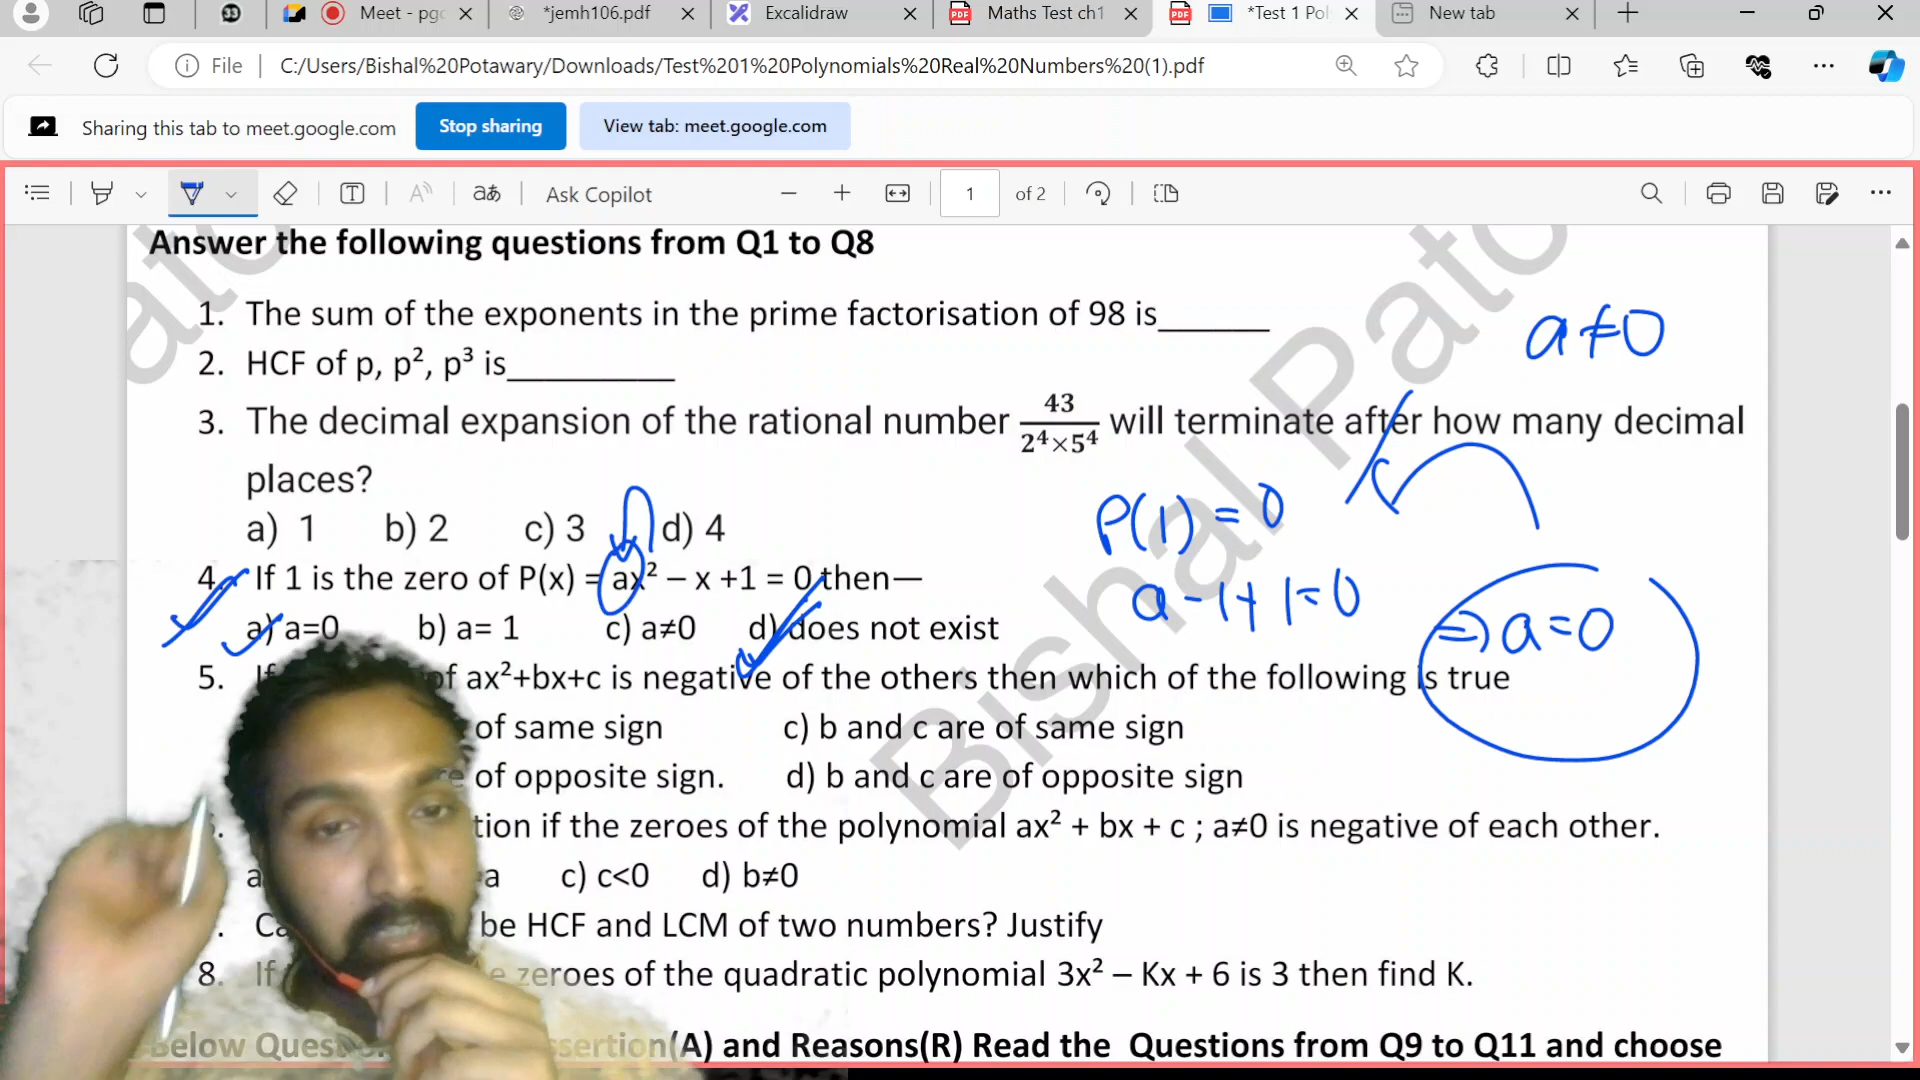 Meet - pgc
*jemh106.pdf
Excalidraw
Maths Test ch1
*Test 1 Pol
New tab
File
C:/Users/Bishal%20Potawary/Downloads/Test%201%20Polynomials%20Real%20Numbers%20(1).pdf
Sharing this tab to meet.google.com
Stop sharing
View tab: meet.google.com
Ask Copilot
1
of 2
Answer the following questions from Q1 to Q8
1. The sum of the exponents in the prime factorisation of 98 is______
2. HCF of p, p², p³ is_________
a≠0
3. The decimal expansion of the rational number 43/(2⁴×5⁴) will terminate after how many decimal
places?
a) 1 b) 2 c) 3 d) 4
P(1) = 0
4. If 1 is the zero of P(x) = ax² – x +1 = 0 then—
a - 1 + 1 = 0
⇒ a = 0
a) a=0 b) a= 1 c) a≠0 d) does not exist
5. If of ax²+bx+c is negative of the others then which of the following is true
of same sign c) b and c are of same sign
of opposite sign. d) b and c are of opposite sign
if the zeroes of the polynomial ax² + bx + c ; a≠0 is negative of each other.
a c) c<0 d) b≠0
be HCF and LCM of two numbers? Justify
8. If zeroes of the quadratic polynomial 3x² – Kx + 6 is 3 then find K.
Below (A) and Reasons(R) Read the Questions from Q9 to Q11 and choose
Bishal Pato